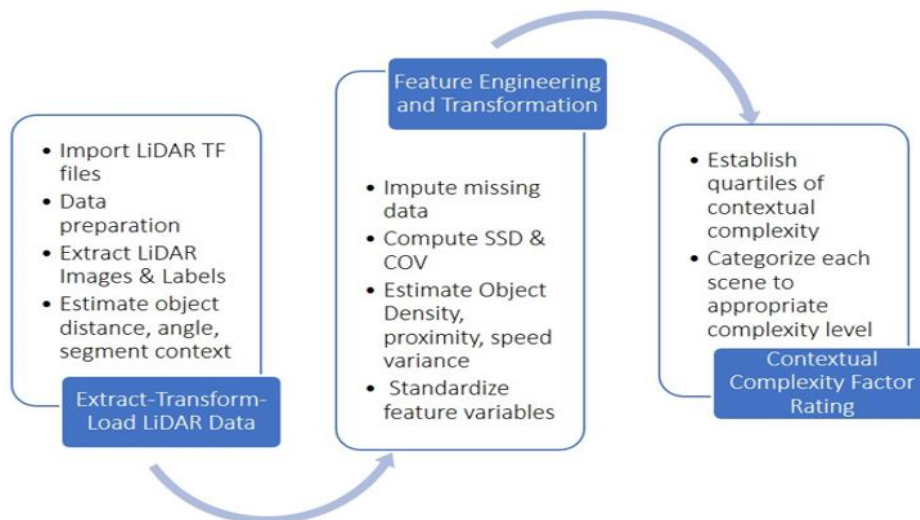 • Import LiDAR TF
files
• Data
preparation
• Extract LiDAR
Images & Labels
• Estimate object
distance, angle,
segment context
Extract-Transform-
Load LiDAR Data
Feature Engineering
and Transformation
• Impute missing
data
• Compute SSD &
COV
• Estimate Object
Density,
proximity, speed
variance
• Standardize
feature variables
• Establish
quartiles of
contextual
complexity
• Categorize each
scene to
appropriate
complexity level
Contextual
Complexity Factor
Rating